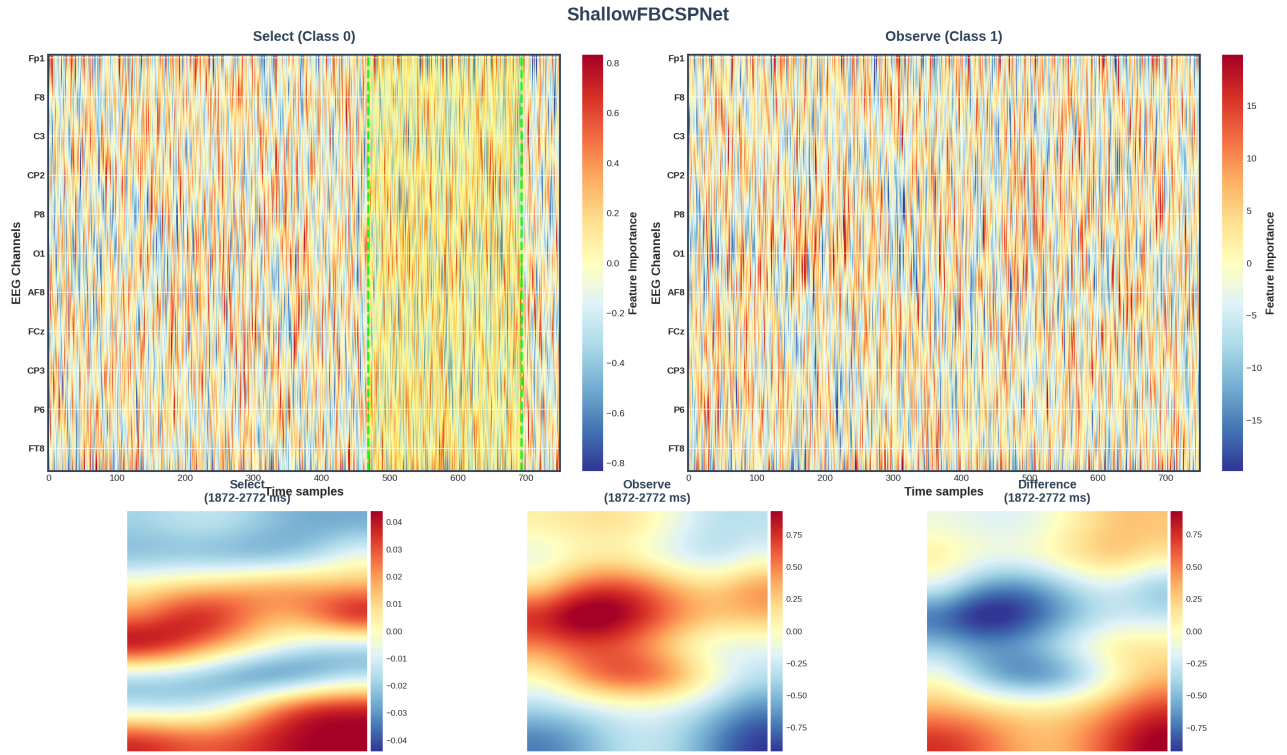 ShallowFBCSPNet
Select (Class 0)
Fp1
F8
C3
CP2
P8
O1
AF8
FCz
CP3
P6
FT8
EEG Channels
0 100 200 300 400 500 600 700
Time samples
0.8
0.6
0.4
0.2
0.0
−0.2
−0.4
−0.6
−0.8
Feature Importance
Observe (Class 1)
Fp1
F8
C3
CP2
P8
O1
AF8
FCz
CP3
P6
FT8
EEG Channels
0 100 200 300 400 500 600 700
Time samples
15
10
5
0
−5
−10
−15
Feature Importance
Select
(1872-2772 ms)
0.04
0.03
0.02
0.01
0.00
−0.01
−0.02
−0.03
−0.04
Observe
(1872-2772 ms)
0.75
0.50
0.25
0.00
−0.25
−0.50
−0.75
Difference
(1872-2772 ms)
0.75
0.50
0.25
0.00
−0.25
−0.50
−0.75